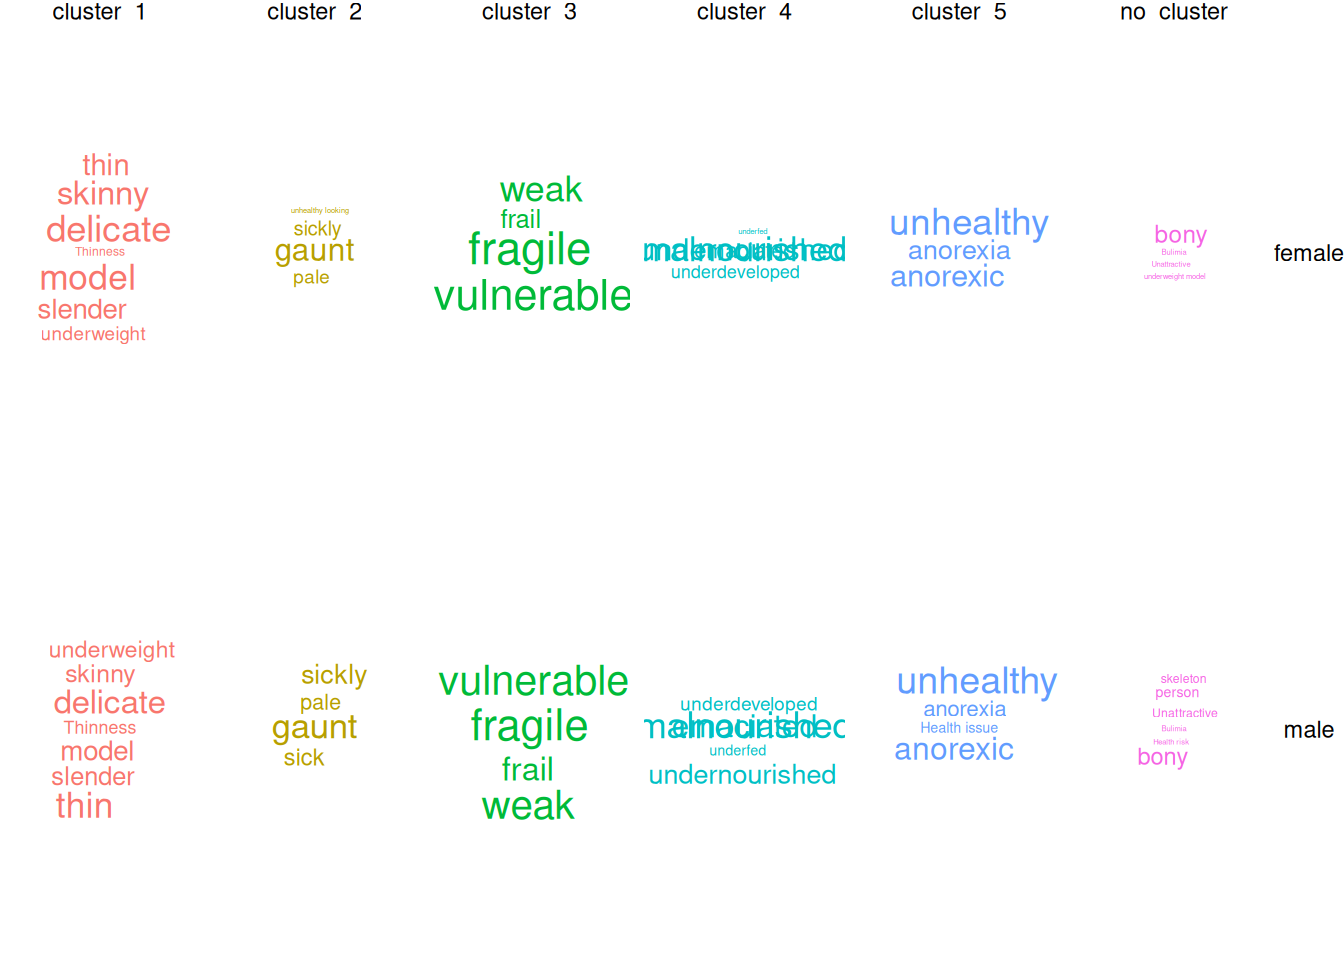 cluster 1 cluster 2 cluster 3 cluster 4 cluster 5 no cluster
thin
skinny
delicate
Thinness
model
slender
underweight
unhealthy looking
sickly
gaunt
pale
weak
frail
fragile
vulnerable
underfed
malnourished
underdeveloped
unhealthy
anorexia
anorexic
bony
Bulimia
Unattractive
underweight model
female
underweight
skinny
delicate
Thinness
model
slender
thin
sickly
pale
gaunt
sick
vulnerable
fragile
frail
weak
underdeveloped
malnourished
emaciated
underfed
undernourished
unhealthy
anorexia
Health issue
anorexic
skeleton
person
Unattractive
Bulimia
Health risk
bony
male